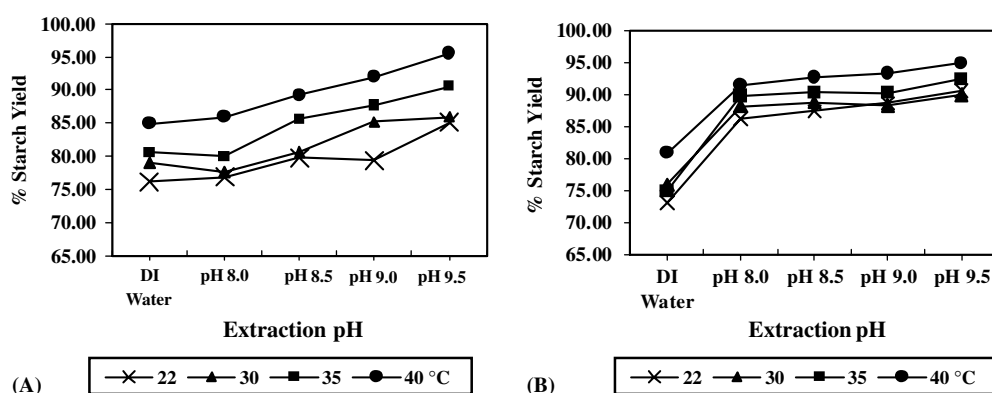 100.00
95.00
90.00
85.00
80.00
75.00
70.00
65.00
% Starch Yield
DI Water
pH 8.0
pH 8.5
pH 9.0
pH 9.5
Extraction pH
22
30
35
40 °C
(A)
100.00
95.00
90.00
85.00
80.00
75.00
70.00
65.00
% Starch Yield
DI
Water
pH 8.0
pH 8.5
pH 9.0
pH 9.5
Extraction pH
22
30
35
40 °C
(B)